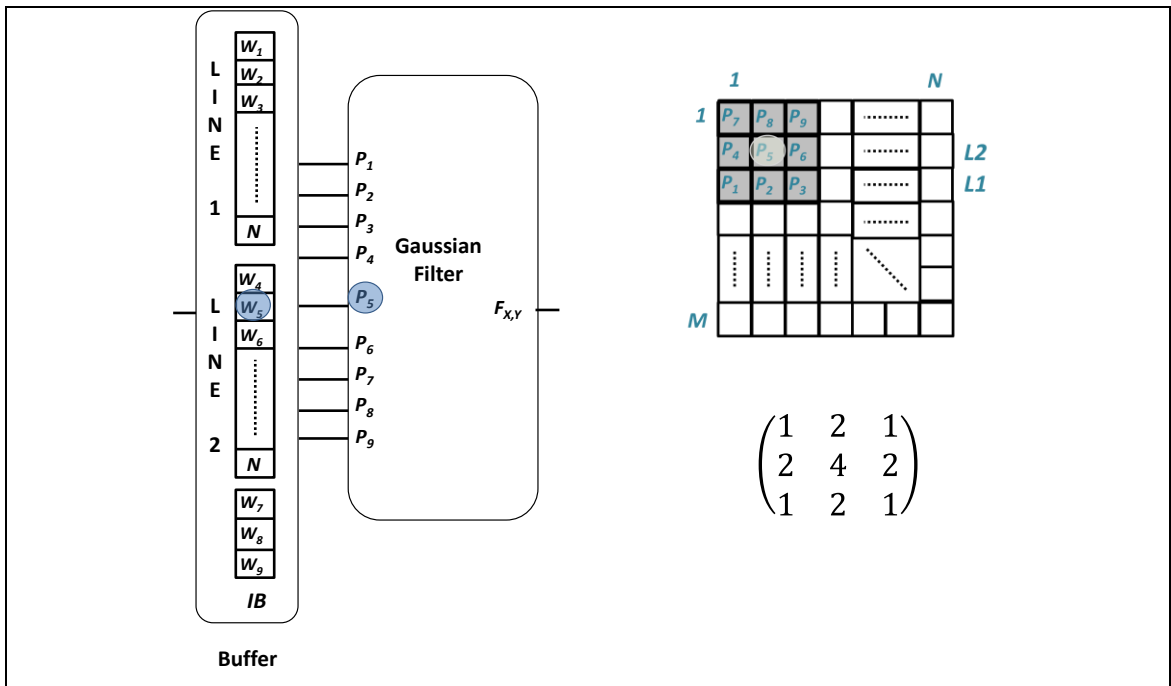 W1
W2
W3
N
LINE 1
W4
W5
W6
N
LINE 2
W7
W8
W9
IB
Buffer
P1
P2
P3
P4
P5
P6
P7
P8
P9
Gaussian
Filter
FX,Y
1 N
1 P7 P8 P9
P4 P5 P6 L2
P1 P2 P3 L1
M
1 2 1
2 4 2
1 2 1